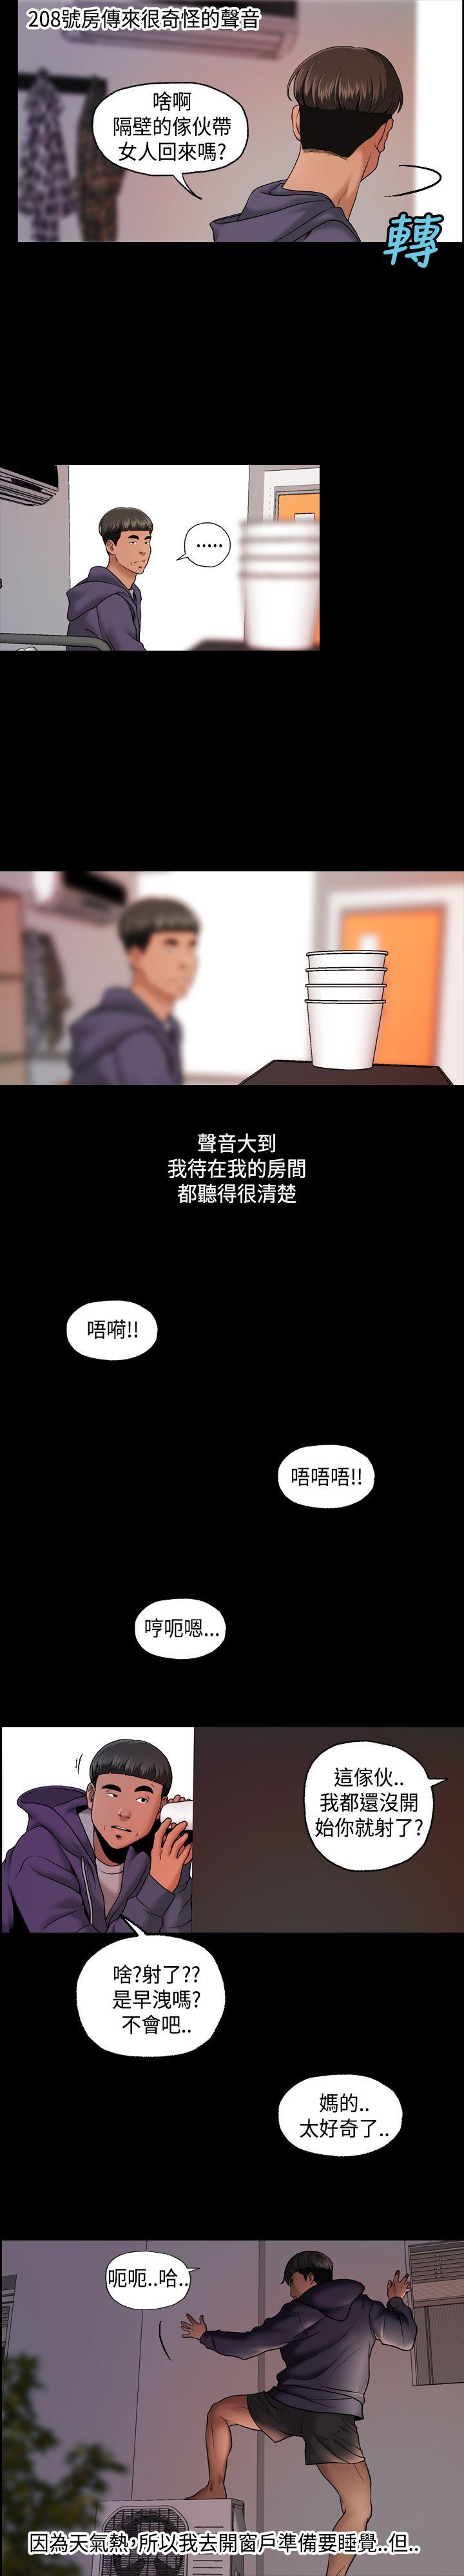 208號房傳來很奇怪的聲音
啥啊
隔壁的傢伙帶
女人回來嗎?
轉
.....
聲音大到
我待在我的房間
都聽得很清楚
唔嗬!!
唔唔唔!!
哼呃嗯...
這傢伙..
我都還沒開
始你就射了?
啥?射了??
是早洩嗎?
不會吧..
媽的..
太好奇了..
呃呃..哈..
因為天氣熱,所以我去開窗戶準備要睡覺..但..